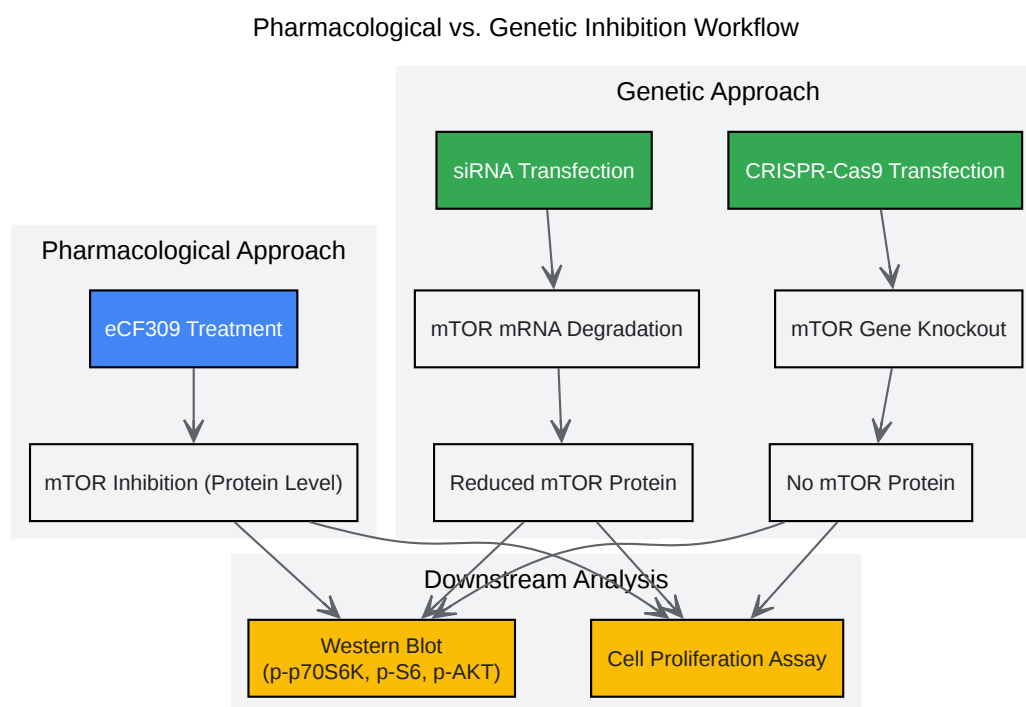 Pharmacological vs. Genetic Inhibition Workflow
Genetic Approach
siRNA Transfection
CRISPR-Cas9 Transfection
Pharmacological Approach
eCF309 Treatment
mTOR mRNA Degradation
mTOR Gene Knockout
mTOR Inhibition (Protein Level)
Reduced mTOR Protein
No mTOR Protein
Downstream Analysis
Western Blot
(p-p70S6K, p-S6, p-AKT)
Cell Proliferation Assay